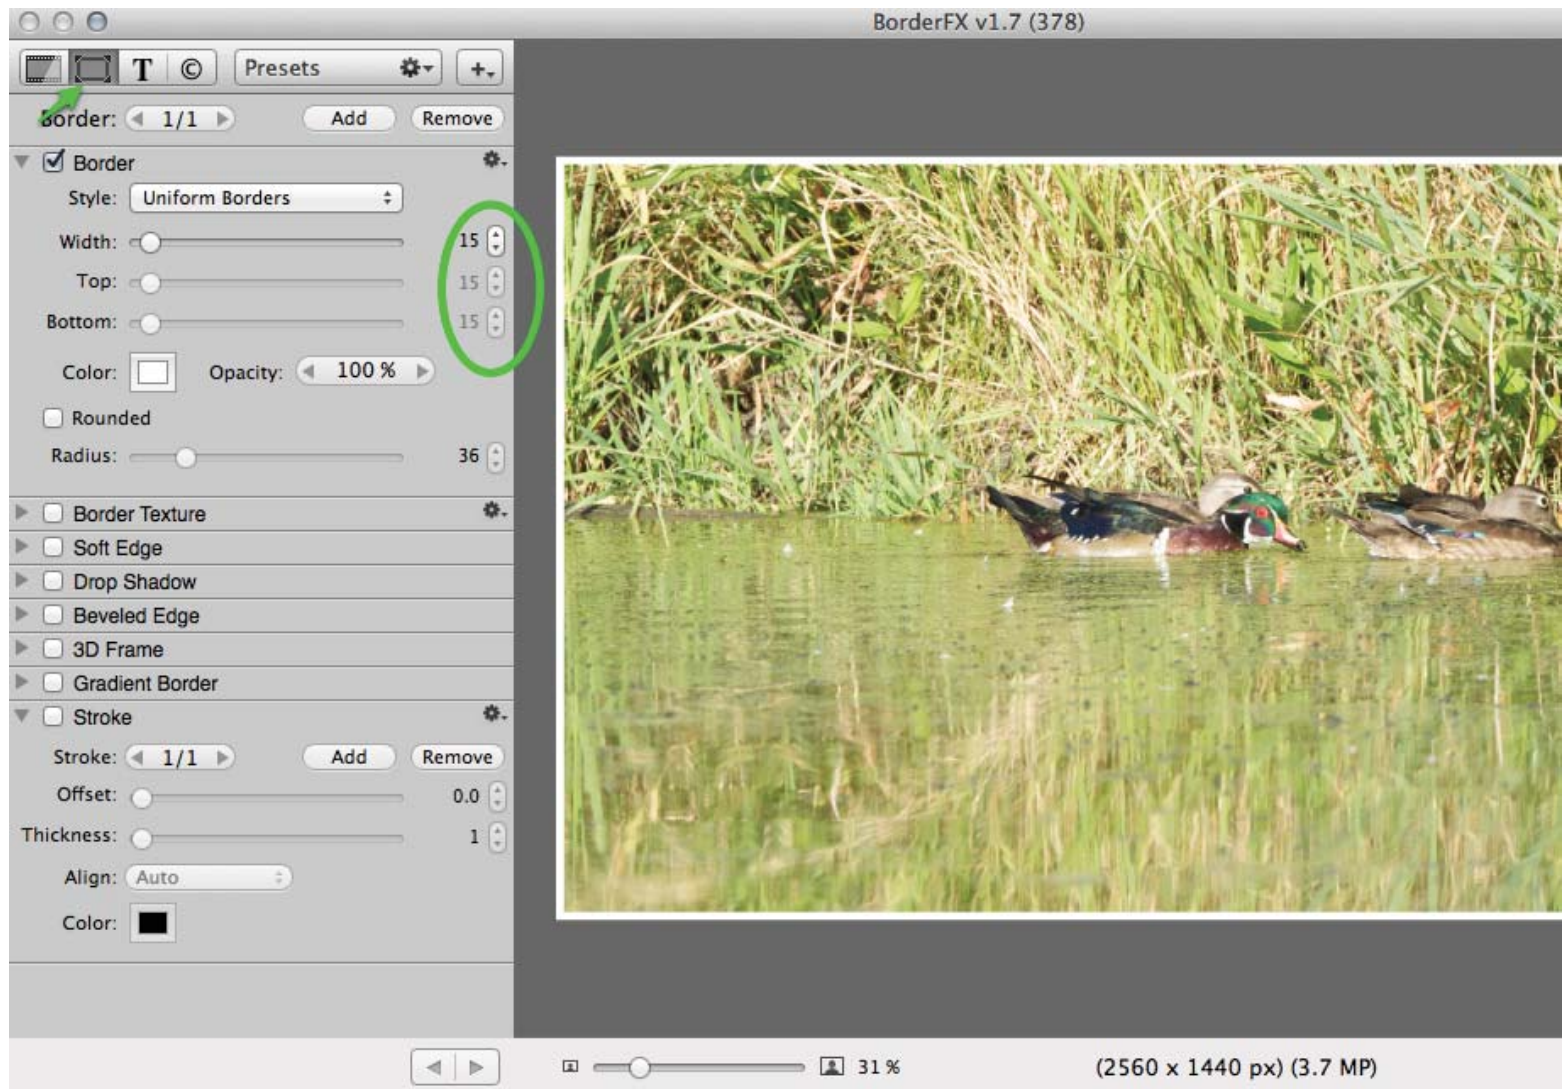 BorderFX v1.7 (378)
T © Presets
Border: 1/1 Add Remove
Border
Style: Uniform Borders
Width: 15
Top: 15
Bottom: 15
Color: Opacity: 100 %
Rounded
Radius: 36
Border Texture
Soft Edge
Drop Shadow
Beveled Edge
3D Frame
Gradient Border
Stroke
Stroke: 1/1 Add Remove
Offset: 0.0
Thickness: 1
Align: Auto
Color:
31 % (2560 x 1440 px) (3.7 MP)